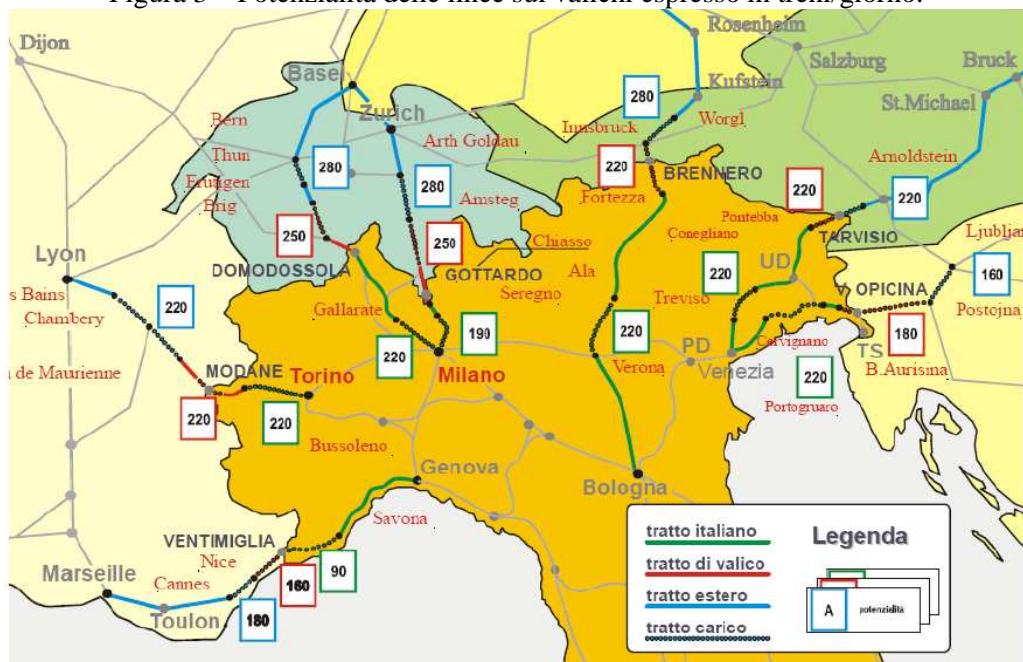 Figura 3 – Potenzialità delle linee sui valichi espresso in treni/giorno.
Dijon
Rosenheim
Salzburg
Bruck
Basel
Kufstein
St.Michael
Zurich
280
Bern
Arth Goldau
Innsbruck
Worgl
Thun
280
280
220
BRENNERO
Arnoldstein
Frutigen
Amsteg
Fortezza
220
220
Brig
Pontebba
250
250
Chiasso
Conegliano
TARVISIO
Ljubljan
Lyon
DOMODOSSOLA
GOTTARDO
Ala
220
UD
160
s Bains
220
Gallarate
Seregno
Treviso
V. OPICINA
Postojna
Chambery
190
220
PD
Cervignano
180
a de Maurienne
MODANE
Torino
220
Milano
Verona
Venezia
TS
B.Aurisina
220
220
220
Portogruaro
Bussoleno
Genova
Bologna
Savona
VENTIMIGLIA
Nice
90
Marseille
Cannes
160
Toulon
180
tratto italiano
Legenda
tratto di valico
tratto estero
A
potenzialità
tratto carico